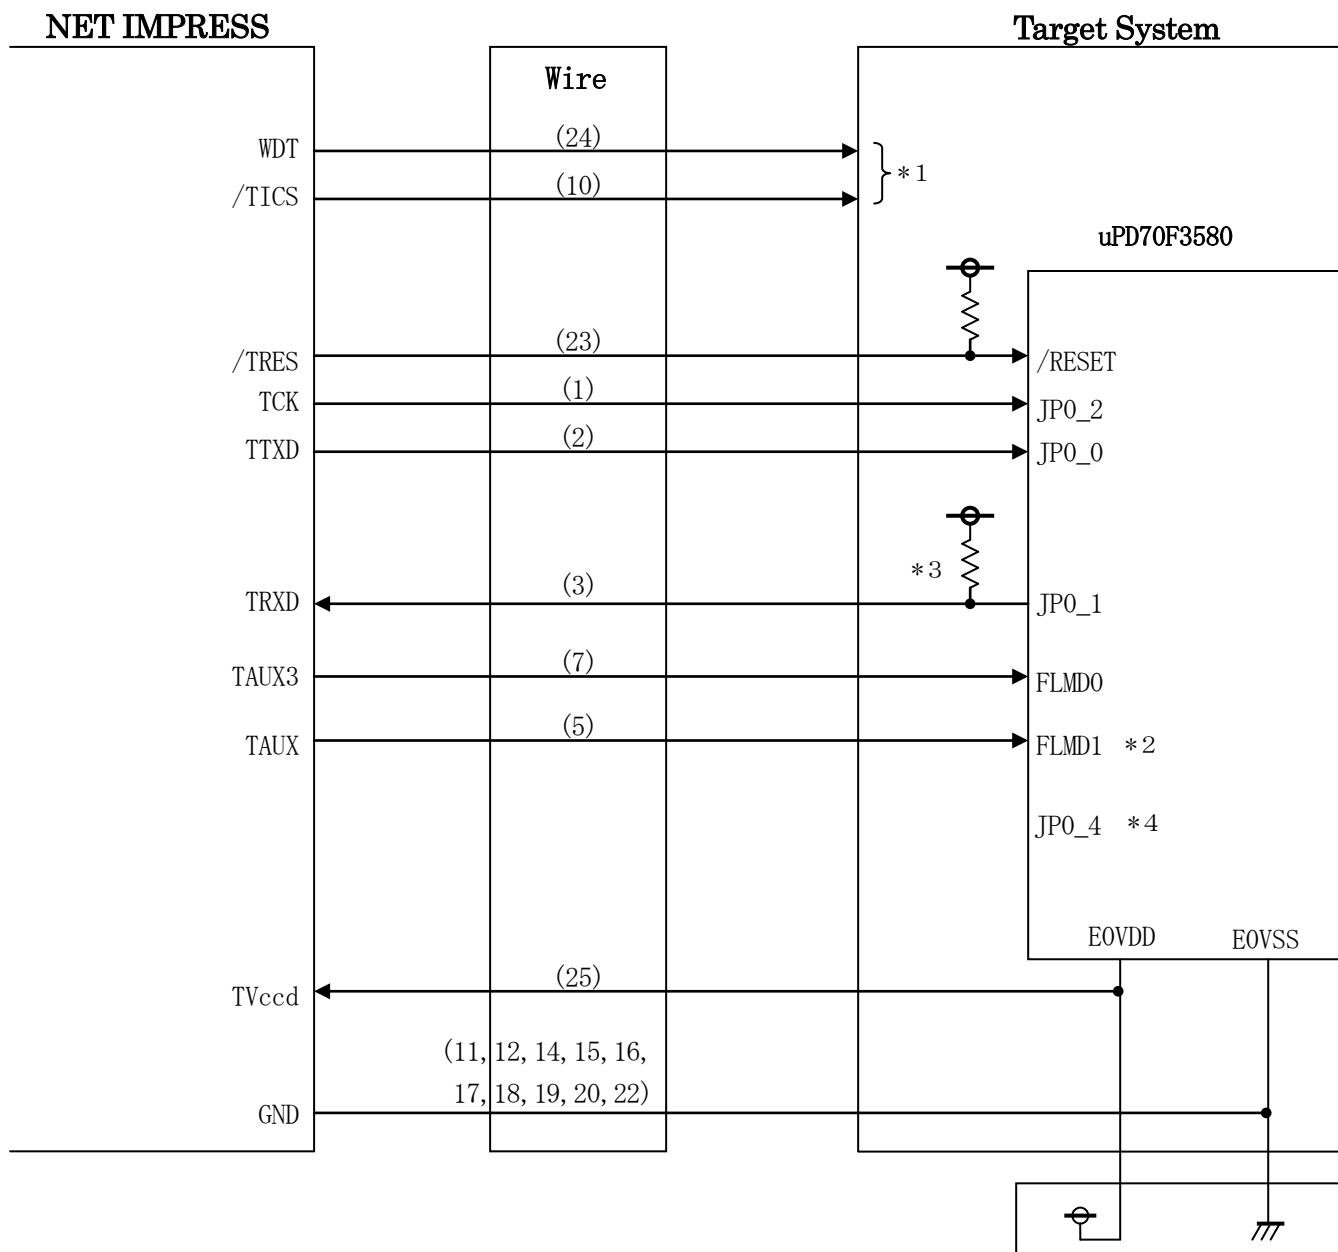 NET IMPRESS
Target System
Wire
WDT
(24)
/TICS
(10)
*1
uPD70F3580
/TRES
(23)
/RESET
TCK
(1)
JP0_2
TTXD
(2)
JP0_0
*3
TRXD
(3)
JP0_1
TAUX3
(7)
FLMD0
TAUX
(5)
FLMD1 *2
JP0_4 *4
E0VDD
E0VSS
TVccd
(25)
(11, 12, 14, 15, 16,
17, 18, 19, 20, 22)
GND